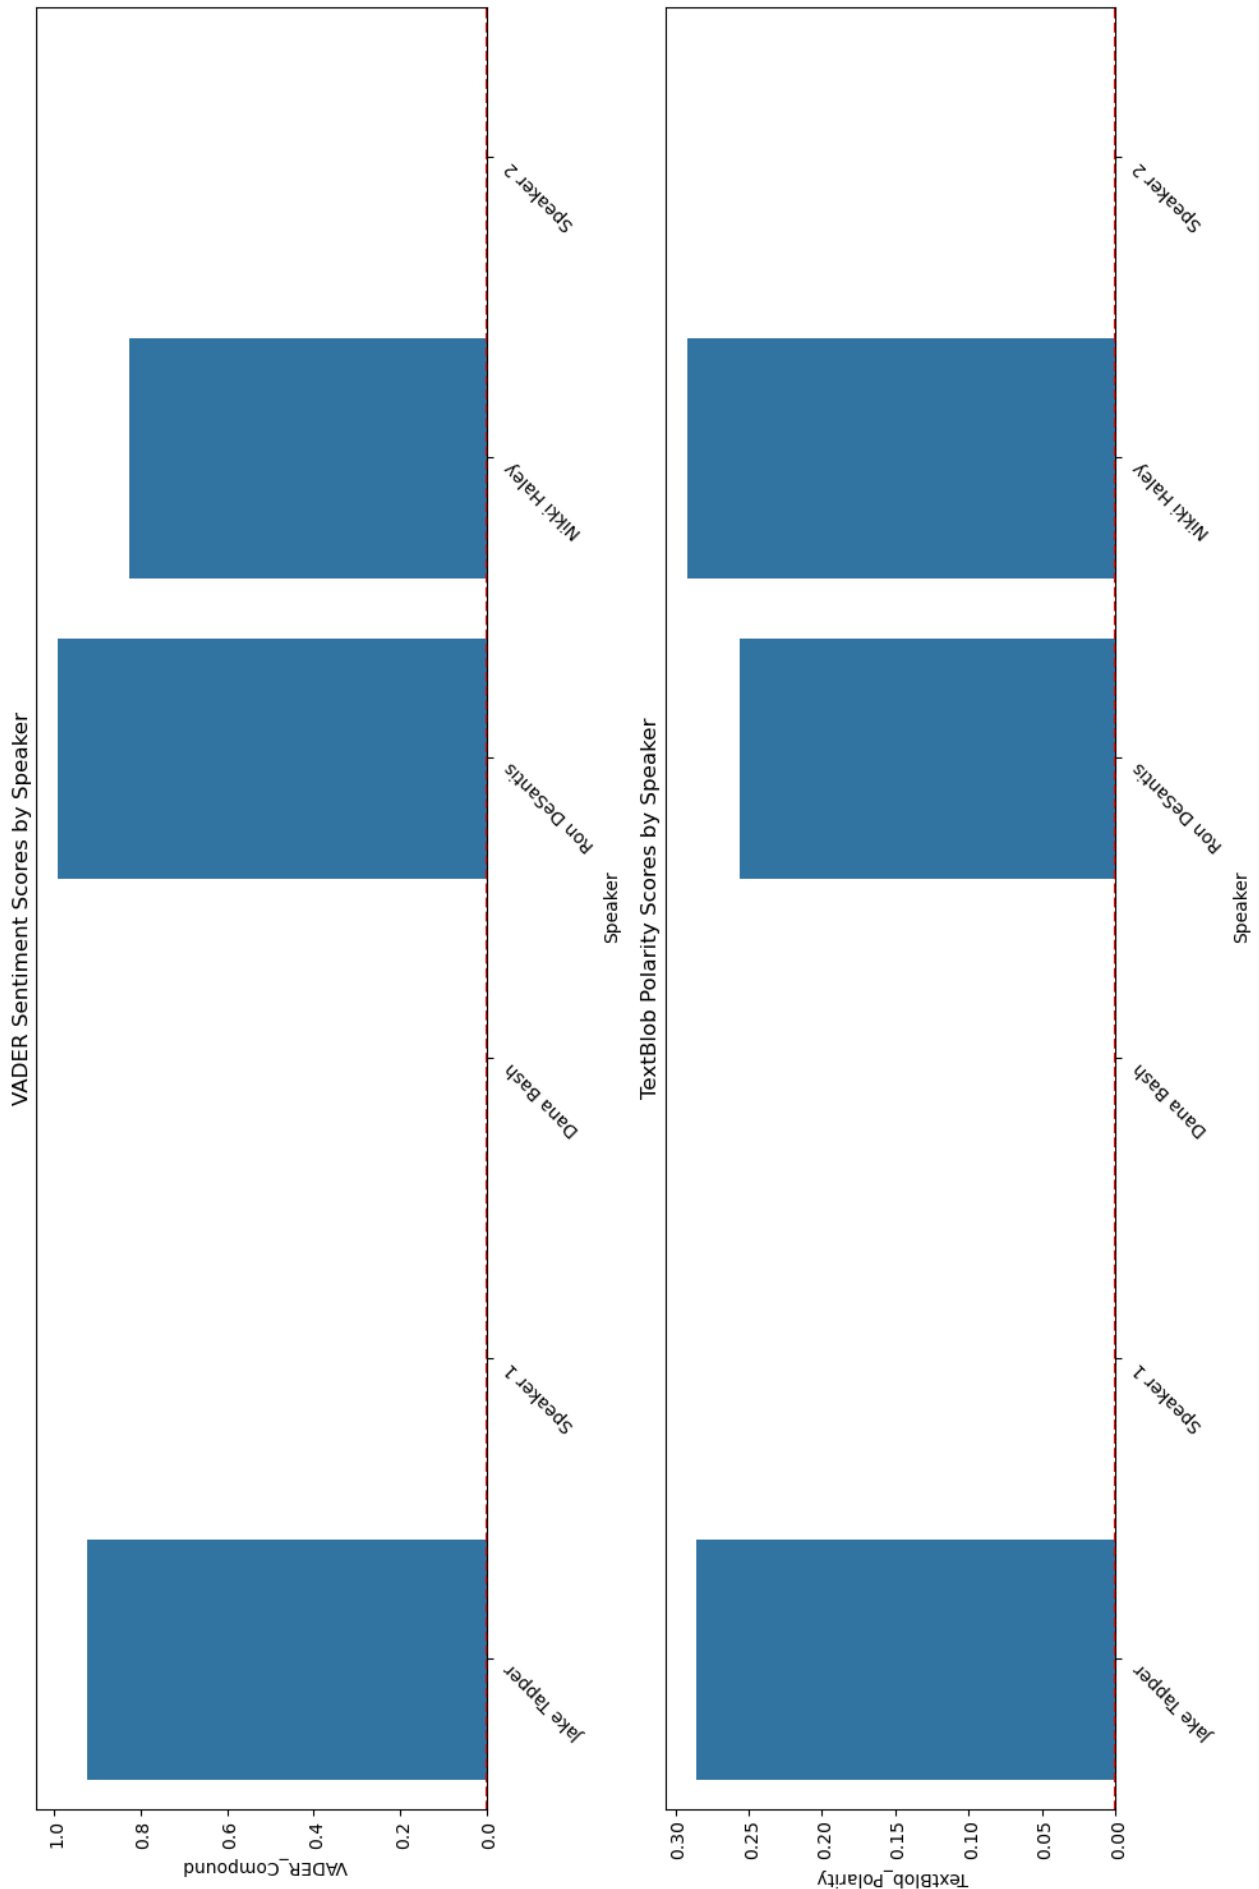 VADER Sentiment Scores by Speaker
1.0
0.8
0.6
0.4
0.2
0.0
VADER_Compound
Jake Tapper
Speaker 1
Dana Bash
Ron DeSantis
Nikki Haley
Speaker 2
Speaker
TextBlob Polarity Scores by Speaker
0.30
0.25
0.20
0.15
0.10
0.05
0.00
TextBlob_Polarity
Jake Tapper
Speaker 1
Dana Bash
Ron DeSantis
Nikki Haley
Speaker 2
Speaker